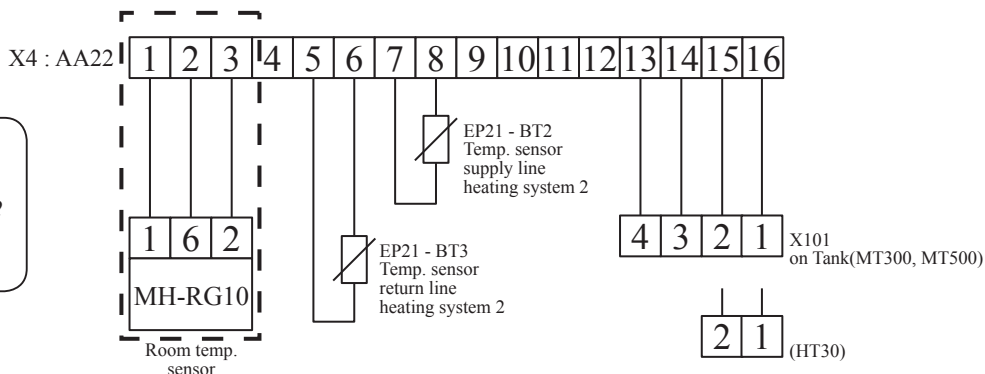 X4 : AA22
1 2 3 4 5 6 7 8 9 10 11 12 13 14 15 16
EP21 - BT2
Temp. sensor
supply line
heating system 2
1 6 2
MH-RG10
Room temp.
sensor
EP21 - BT3
Temp. sensor
return line
heating system 2
4 3 2 1
X101
on Tank(MT300, MT500)
2 1
(HT30)